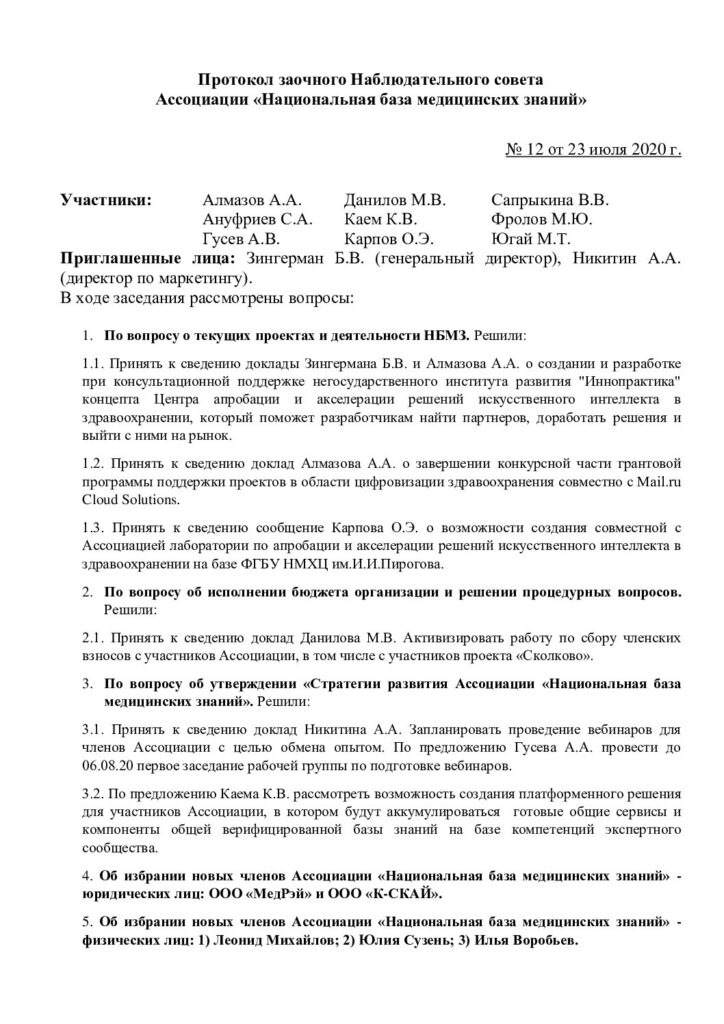 Протокол заочного Наблюдательного совета
Ассоциации «Национальная база медицинских знаний»
№ 12 от 23 июля 2020 г.
Участники: Алмазов А.А. Данилов М.В. Сапрыкина В.В.
Ануфриев С.А. Каем К.В. Фролов М.Ю.
Гусев А.В. Карпов О.Э. Югай М.Т.
Приглашенные лица: Зингерман Б.В. (генеральный директор), Никитин А.А.
(директор по маркетингу).
В ходе заседания рассмотрены вопросы:
1. По вопросу о текущих проектах и деятельности НБМЗ. Решили:
1.1. Принять к сведению доклады Зингермана Б.В. и Алмазова А.А. о создании и разработке
при консультационной поддержке негосударственного института развития "Иннопрактика"
концепта Центра апробации и акселерации решений искусственного интеллекта в
здравоохранении, который поможет разработчикам найти партнеров, доработать решения и
выйти с ними на рынок.
1.2. Принять к сведению доклад Алмазова А.А. о завершении конкурсной части грантовой
программы поддержки проектов в области цифровизации здравоохранения совместно с Mail.ru
Cloud Solutions.
1.3. Принять к сведению сообщение Карпова О.Э. о возможности создания совместной с
Ассоциацией лаборатории по апробации и акселерации решений искусственного интеллекта в
здравоохранении на базе ФГБУ НМХЦ им.И.И.Пирогова.
2. По вопросу об исполнении бюджета организации и решении процедурных вопросов.
Решили:
2.1. Принять к сведению доклад Данилова М.В. Активизировать работу по сбору членских
взносов с участников Ассоциации, в том числе с участников проекта «Сколково».
3. По вопросу об утверждении «Стратегии развития Ассоциации «Национальная база
медицинских знаний». Решили:
3.1. Принять к сведению доклад Никитина А.А. Запланировать проведение вебинаров для
членов Ассоциации с целью обмена опытом. По предложению Гусева А.А. провести до
06.08.20 первое заседание рабочей группы по подготовке вебинаров.
3.2. По предложению Каема К.В. рассмотреть возможность создания платформенного решения
для участников Ассоциации, в котором будут аккумулироваться готовые общие сервисы и
компоненты общей верифицированной базы знаний на базе компетенций экспертного
сообщества.
4. Об избрании новых членов Ассоциации «Национальная база медицинских знаний» -
юридических лиц: ООО «МедРэй» и ООО «К-СКАЙ».
5. Об избрании новых членов Ассоциации «Национальная база медицинских знаний» -
физических лиц: 1) Леонид Михайлов; 2) Юлия Сузень; 3) Илья Воробьев.